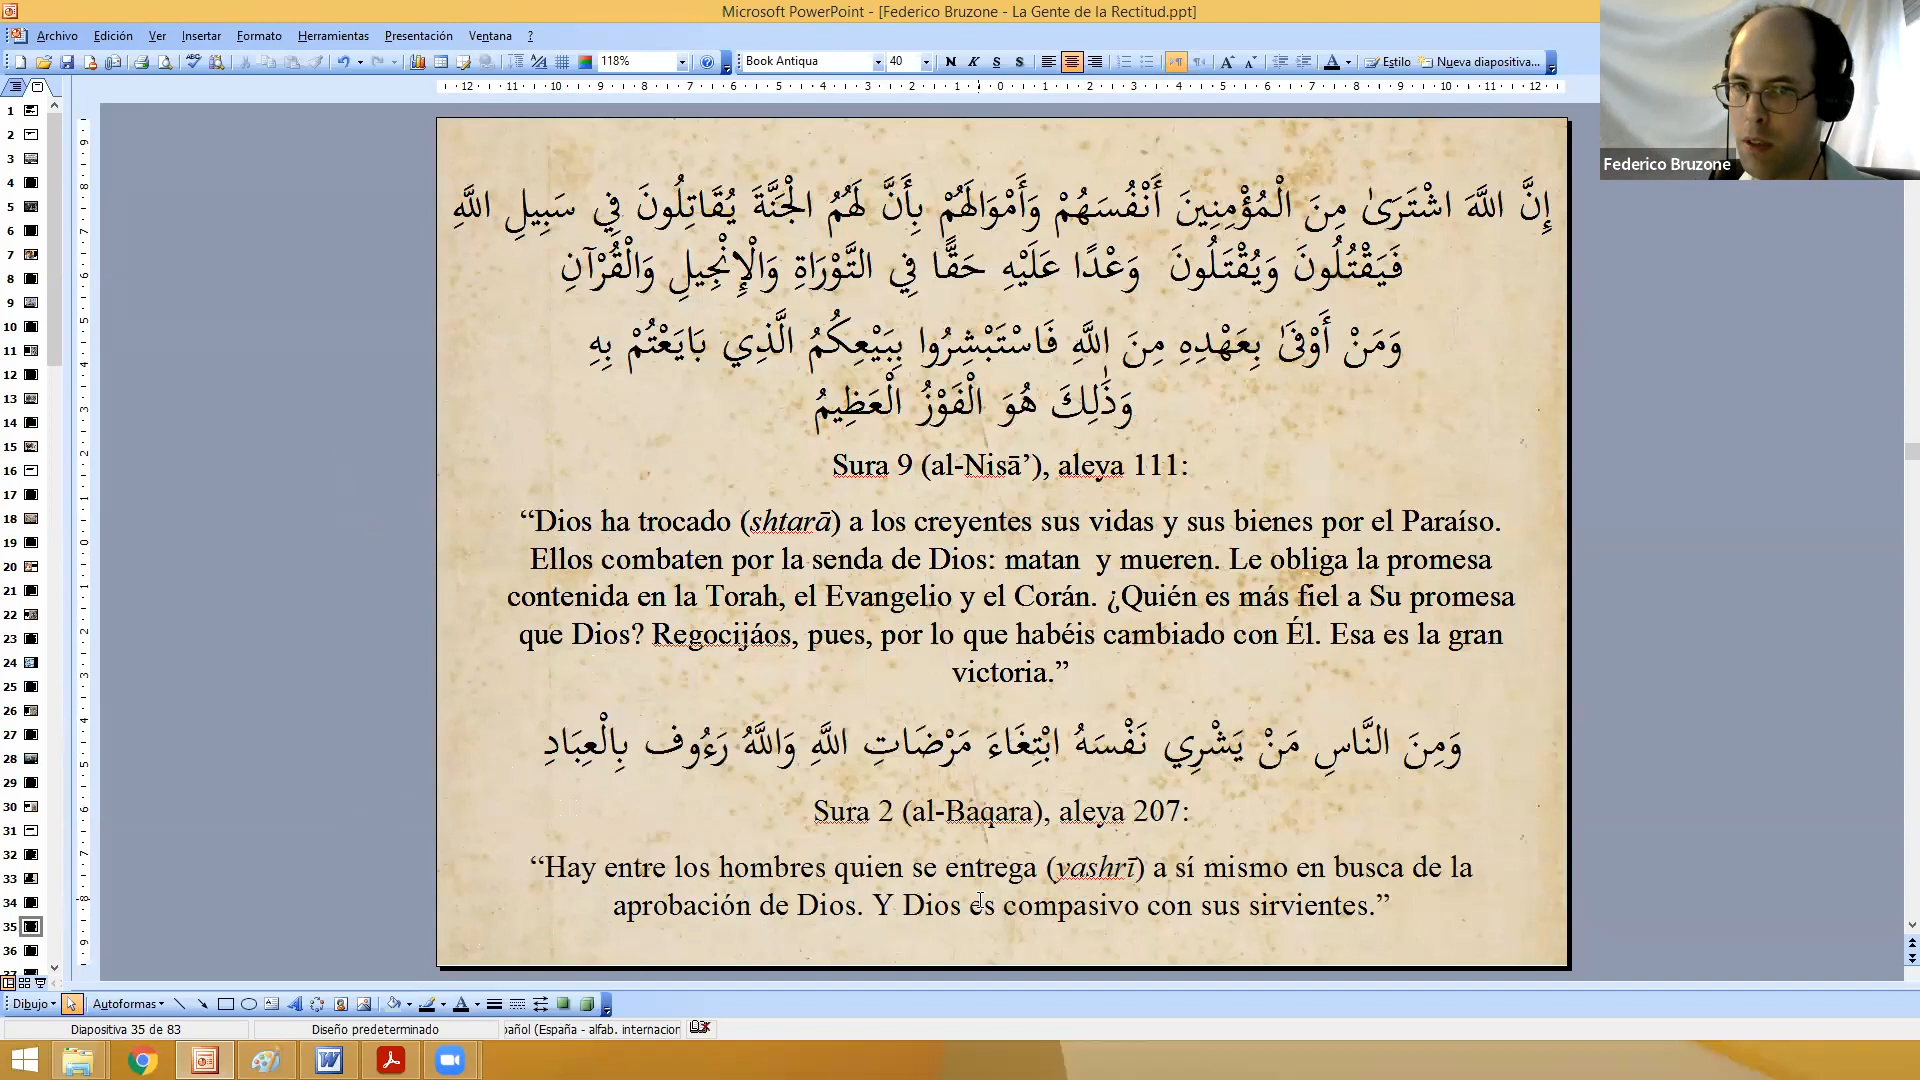 Microsoft PowerPoint - [Federico Bruzone - La Gente de la Rectitud.ppt]
Archivo Edición Ver Insertar Formato Herramientas Presentación Ventana ?
118% Book Antiqua 40 N K S S Estilo Nueva diapositiva...
Federico Bruzone
إِنَّ اللَّهَ اشْتَرَىٰ مِنَ الْمُؤْمِنِينَ أَنْفُسَهُمْ وَأَمْوَالَهُمْ بِأَنَّ لَهُمُ الْجَنَّةَ يُقَاتِلُونَ فِي سَبِيلِ اللَّهِ
فَيَقْتُلُونَ وَيُقْتَلُونَ وَعْدًا عَلَيْهِ حَقًّا فِي التَّوْرَاةِ وَالْإِنْجِيلِ وَالْقُرْآنِ
وَمَنْ أَوْفَىٰ بِعَهْدِهِ مِنَ اللَّهِ فَاسْتَبْشِرُوا بِبَيْعِكُمُ الَّذِي بَايَعْتُمْ بِهِ
وَذَٰلِكَ هُوَ الْفَوْزُ الْعَظِيمُ
Sura 9 (al-Nisā’), aleya 111:
“Dios ha trocado (shtarā) a los creyentes sus vidas y sus bienes por el Paraíso.
Ellos combaten por la senda de Dios: matan y mueren. Le obliga la promesa
contenida en la Torah, el Evangelio y el Corán. ¿Quién es más fiel a Su promesa
que Dios? Regocijáos, pues, por lo que habéis cambiado con Él. Esa es la gran
victoria.”
وَمِنَ النَّاسِ مَنْ يَشْرِي نَفْسَهُ ابْتِغَاءَ مَرْضَاتِ اللَّهِ وَاللَّهُ رَءُوف بِالْعِبَادِ
Sura 2 (al-Baqara), aleya 207:
“Hay entre los hombres quien se entrega (yashrī) a sí mismo en busca de la
aprobación de Dios. Y Dios es compasivo con sus sirvientes.”
Dibujo Autoformas
Diapositiva 35 de 83 Diseño predeterminado pañol (España - alfab. internacion